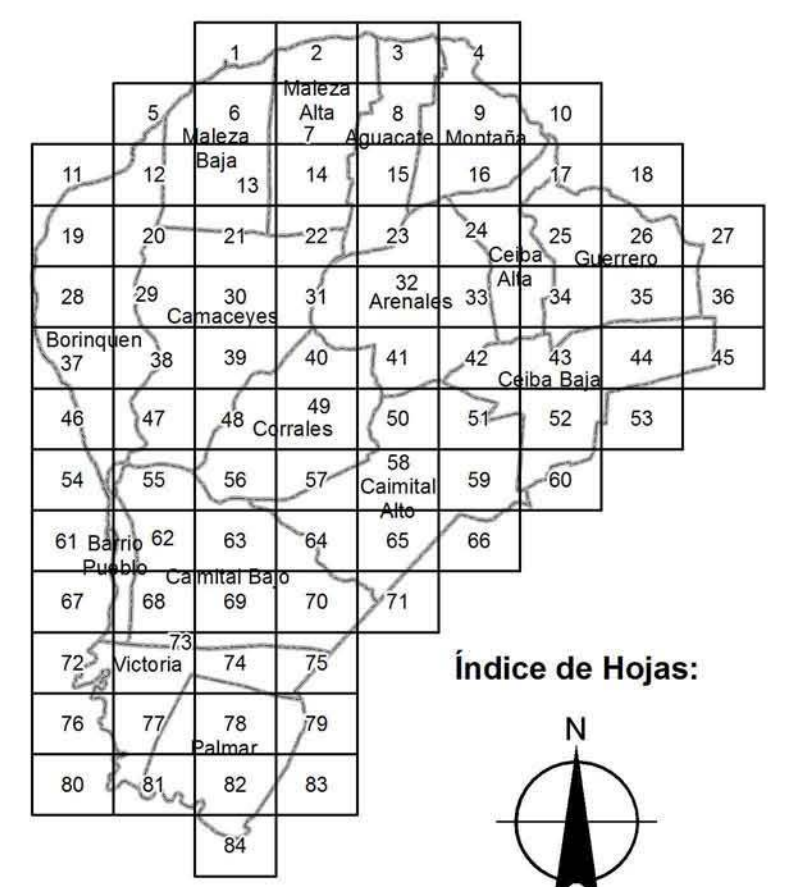 1 2 3 4
5 6 Maleza Alta 8 9 10
Maleza Baja 7 Aguacate Montaña
11 12 13 14 15 16 17 18
19 20 21 22 23 24 25 26 27
Ceiba Alta Guerrero
28 29 30 31 32 33 34 35 36
Camaceyes Arenales
Borinquen
37 38 39 40 41 42 43 44 45
Ceiba Baja
46 47 48 49 50 51 52 53
Corrales
54 55 56 57 58 59 60
Caimital Alto
61 Barrio Pueblo 62 63 64 65 66
Caimital Bajo
67 68 69 70 71
73
72 Victoria 74 75
Índice de Hojas:
76 77 78 79
Palmar
N
80 81 82 83
84